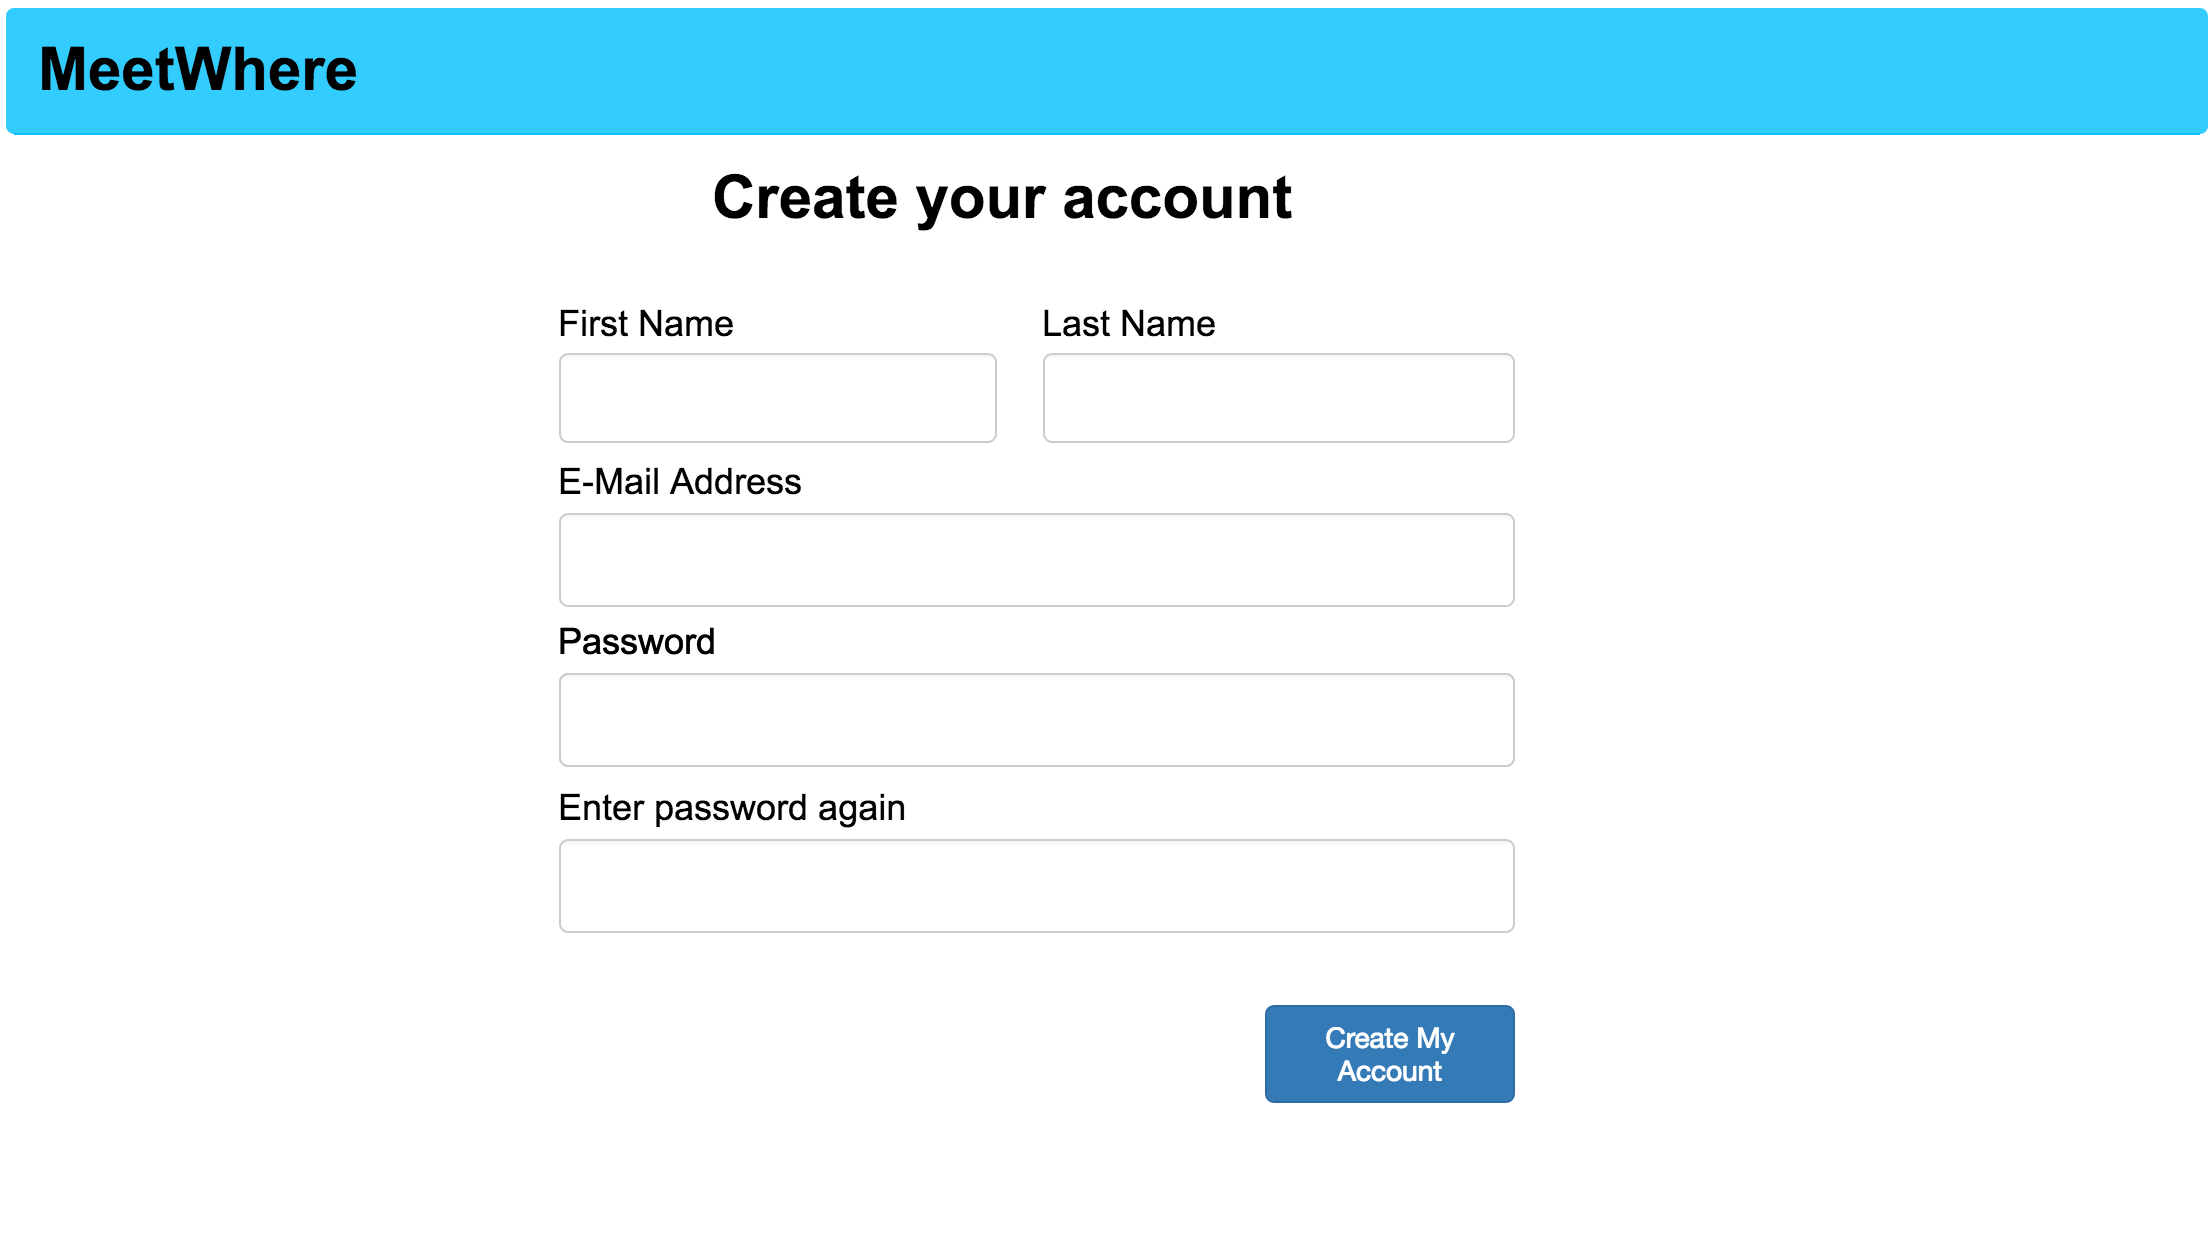 MeetWhere
Create your account
First Name
Last Name
E-Mail Address
Password
Enter password again
Create My
Account